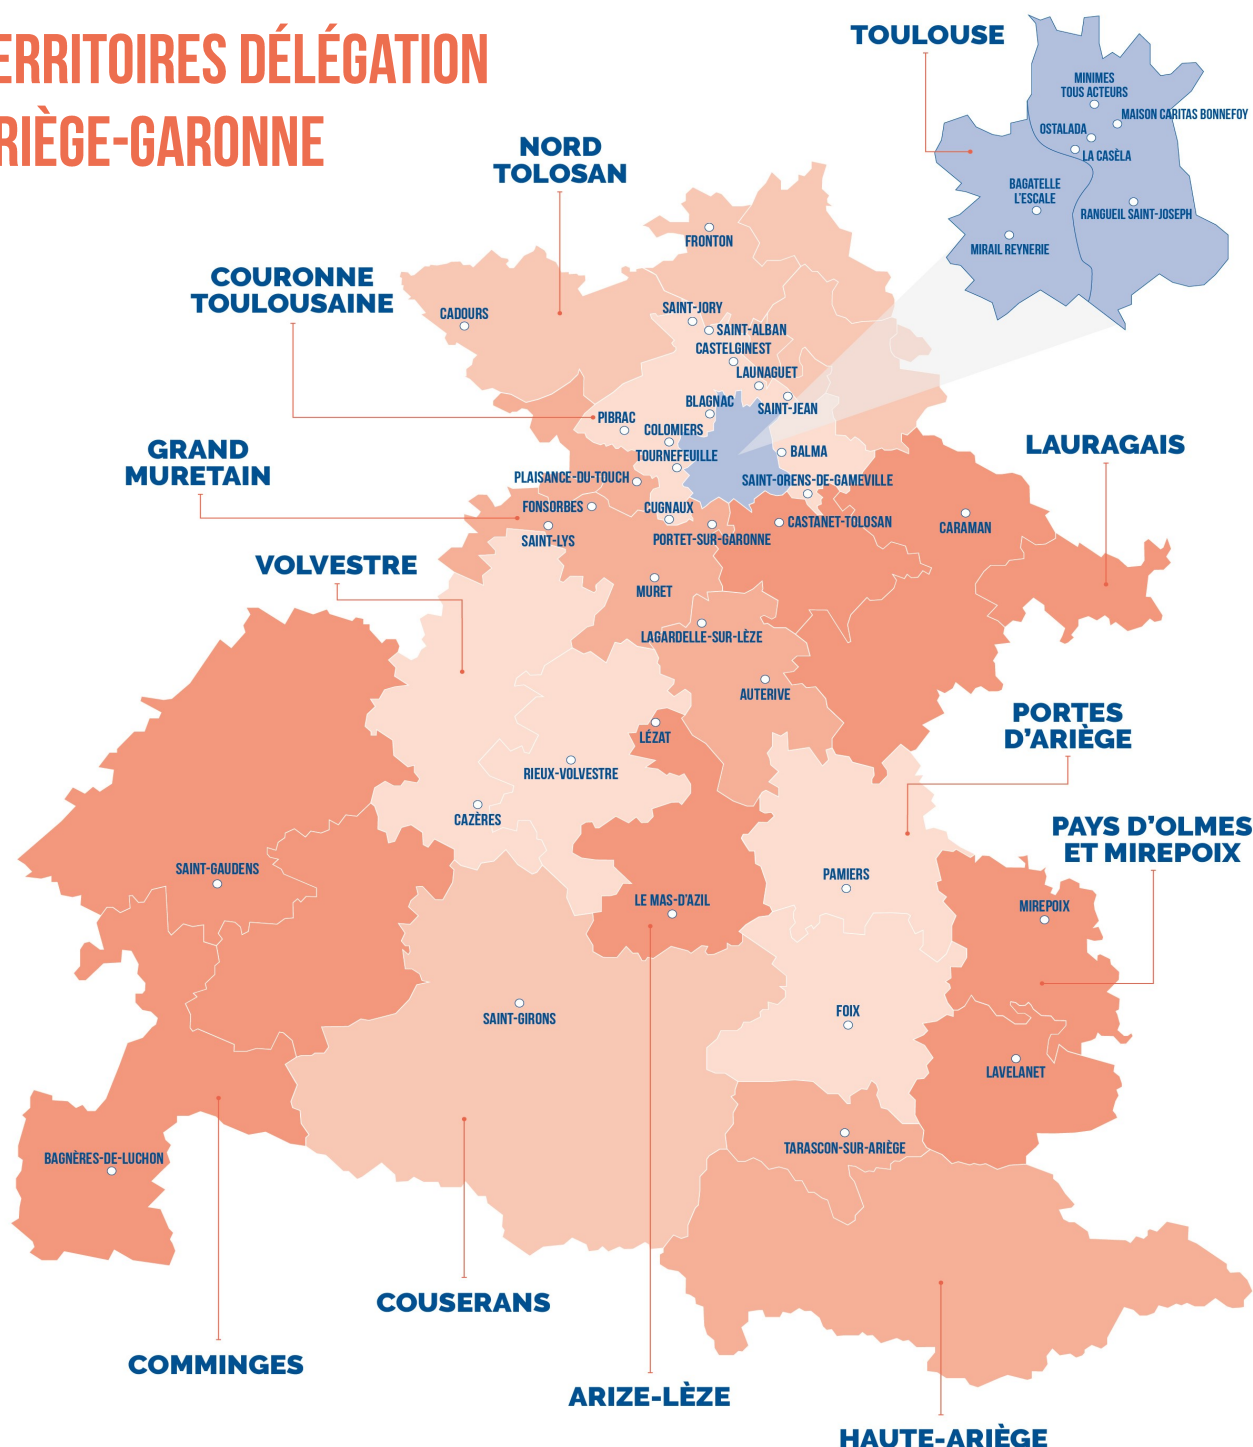 ERRITOIRES DÉLÉGATION
RIÈGE-GARONNE
TOULOUSE
MINIMES
TOUS ACTEURS
MAISON CARITAS BONNEFOY
OSTALADA
LA CASÈLA
BAGATELLE
L'ESCALE
RANGUEIL SAINT-JOSEPH
MIRAIL REYNERIE
NORD
TOLOSAN
FRONTON
COURONNE
TOULOUSAINE
CADOURS
SAINT-JORY
SAINT-ALBAN
CASTELGINEST
LAUNAGUET
BLAGNAC
SAINT-JEAN
PIBRAC
COLOMIERS
TOURNEFEUILLE
BALMA
GRAND
MURETAIN
LAURAGAIS
PLAISANCE-DU-TOUCH
SAINT-ORENS-DE-GAMEVILLE
FONSORBES
CUGNAUX
CASTANET-TOLOSAN
CARAMAN
SAINT-LYS
PORTET-SUR-GARONNE
VOLVESTRE
MURET
LAGARDELLE-SUR-LÈZE
AUTERIVE
PORTES
D'ARIÈGE
LÉZAT
RIEUX-VOLVESTRE
CAZÈRES
PAYS D'OLMES
ET MIREPOIX
SAINT-GAUDENS
PAMIERS
LE MAS-D'AZIL
MIREPOIX
SAINT-GIRONS
FOIX
LAVELANET
TARASCON-SUR-ARIÈGE
BAGNÈRES-DE-LUCHON
COUSERANS
COMMINGES
ARIZE-LÈZE
HAUTE-ARIÈGE